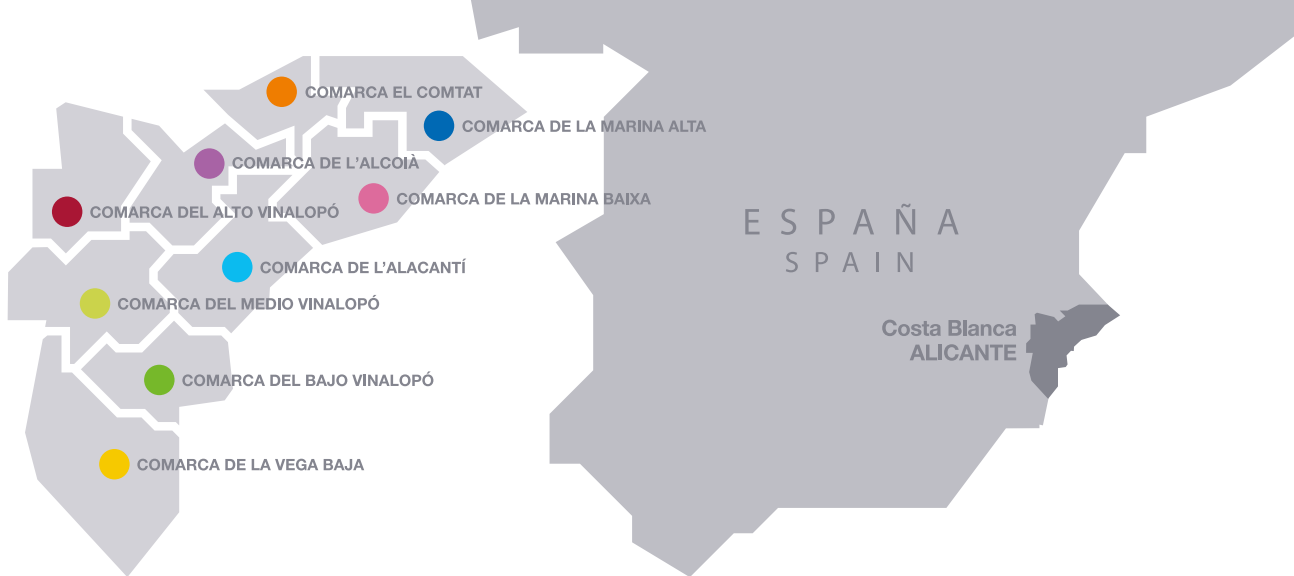 COMARCA EL COMTAT
COMARCA DE LA MARINA ALTA
COMARCA DE L'ALCOIÀ
COMARCA DE LA MARINA BAIXA
COMARCA DEL ALTO VINALOPÓ
COMARCA DE L'ALACANTÍ
COMARCA DEL MEDIO VINALOPÓ
COMARCA DEL BAJO VINALOPÓ
COMARCA DE LA VEGA BAJA
ESPAÑA
SPAIN
Costa Blanca
ALICANTE